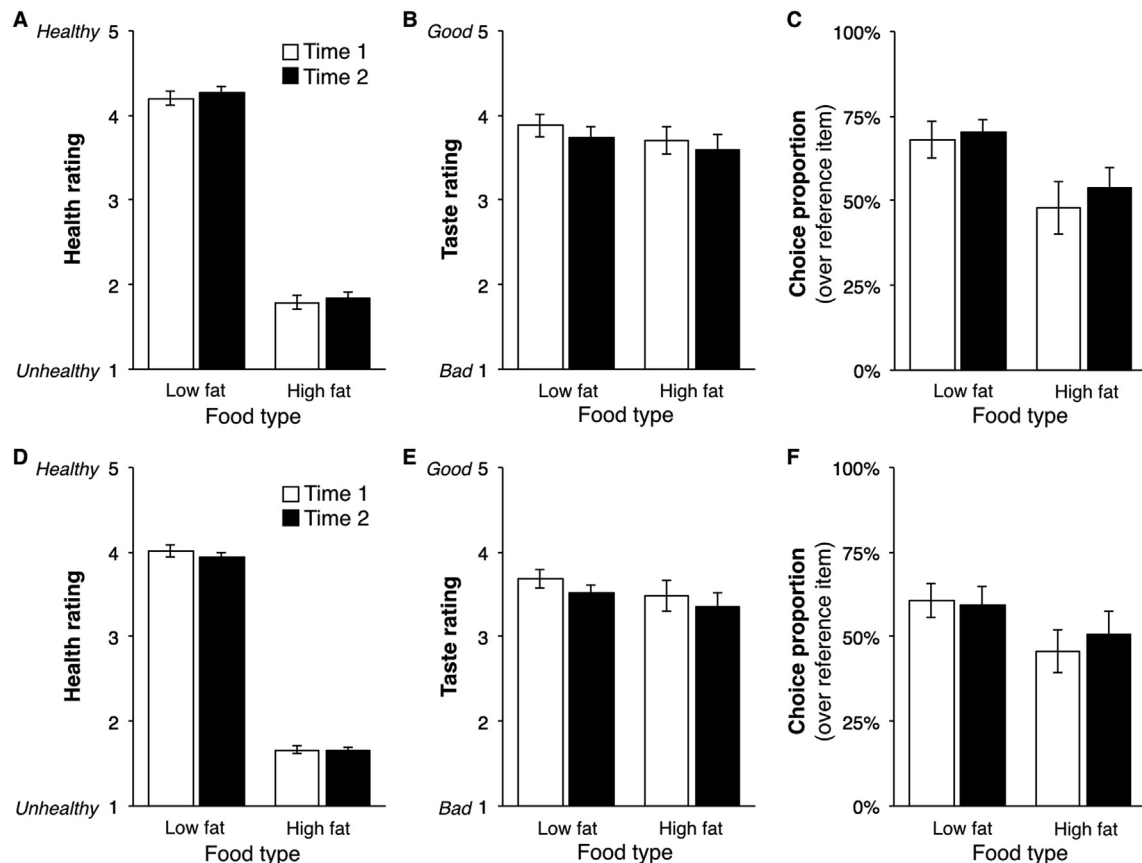 A
Healthy 5
4
3
2
Unhealthy 1
Health rating
Time 1
Time 2
Low fat
High fat
Food type
B
Good 5
4
3
2
Bad 1
Taste rating
Low fat
High fat
Food type
C
100%
75%
50%
25%
0%
Choice proportion
(over reference item)
Low fat
High fat
Food type
D
Healthy 5
4
3
2
Unhealthy 1
Health rating
Time 1
Time 2
Low fat
High fat
Food type
E
Good 5
4
3
2
Bad 1
Taste rating
Low fat
High fat
Food type
F
100%
75%
50%
25%
0%
Choice proportion
(over reference item)
Low fat
High fat
Food type